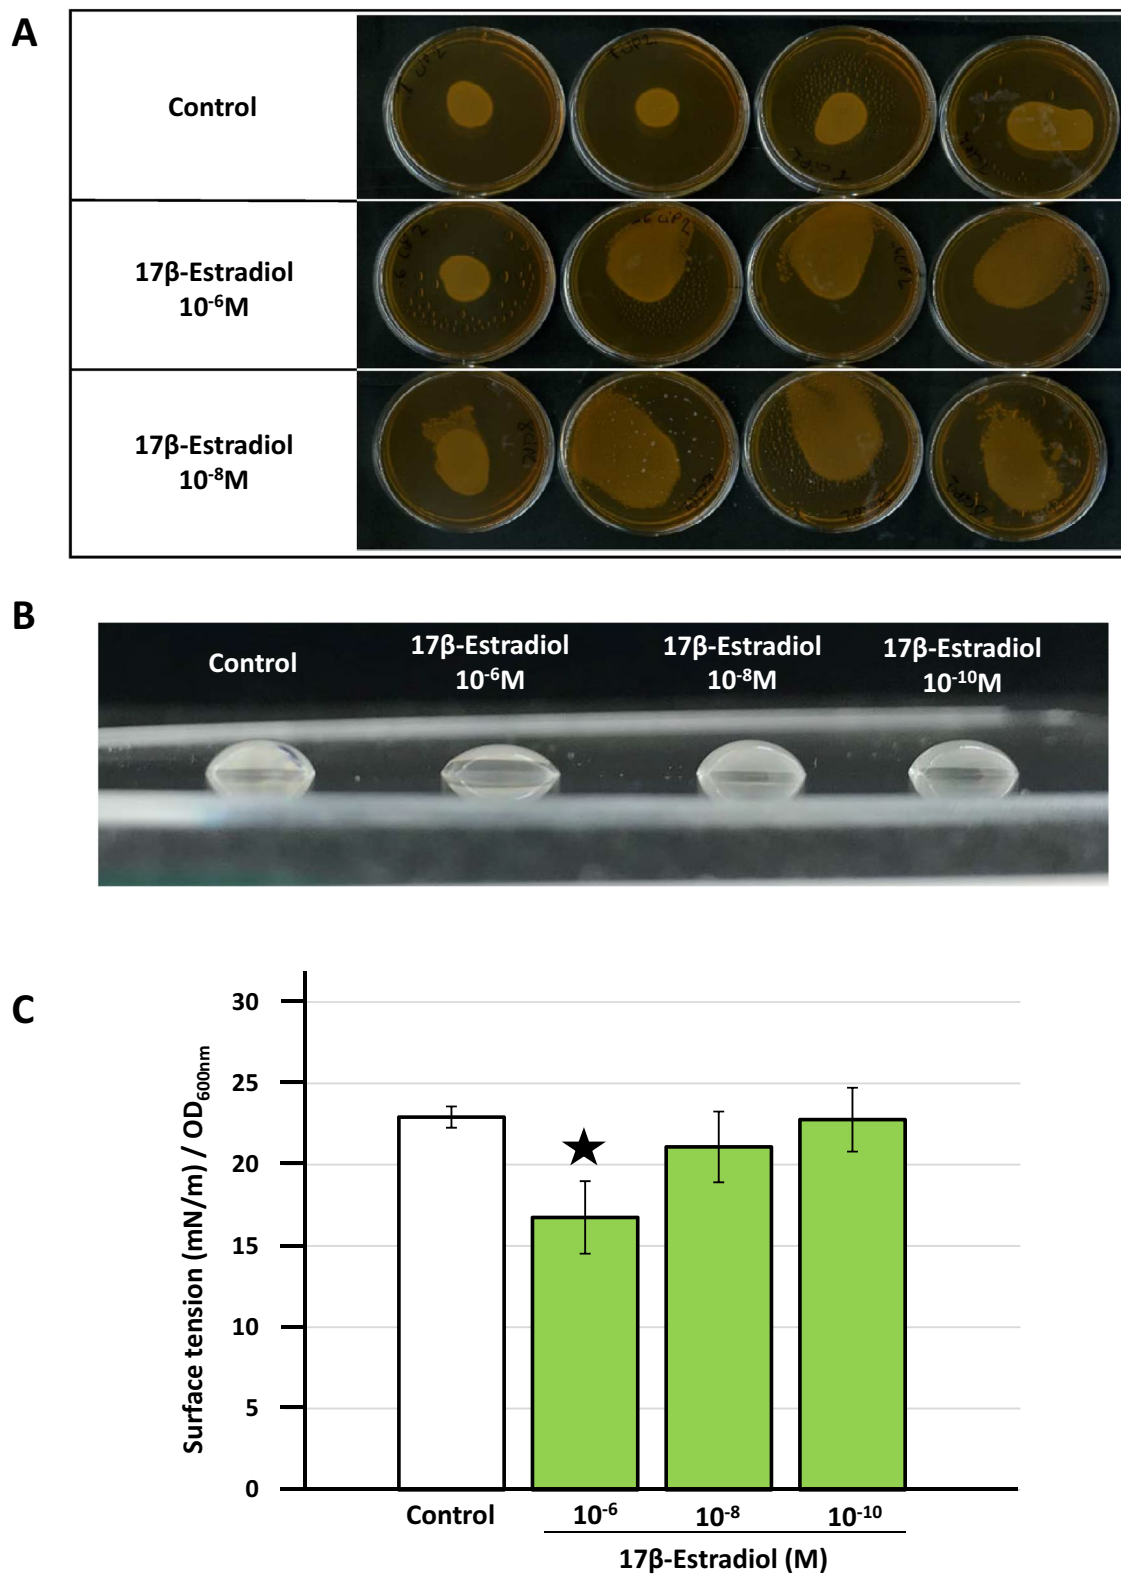 A
Control
17β-Estradiol
10⁻⁶M
17β-Estradiol
10⁻⁸M
B
Control
17β-Estradiol
10⁻⁶M
17β-Estradiol
10⁻⁸M
17β-Estradiol
10⁻¹⁰M
C
Surface tension (mN/m) / OD₆₀₀ₙₘ
30
25
20
15
10
5
0
Control
10⁻⁶
10⁻⁸
10⁻¹⁰
17β-Estradiol (M)